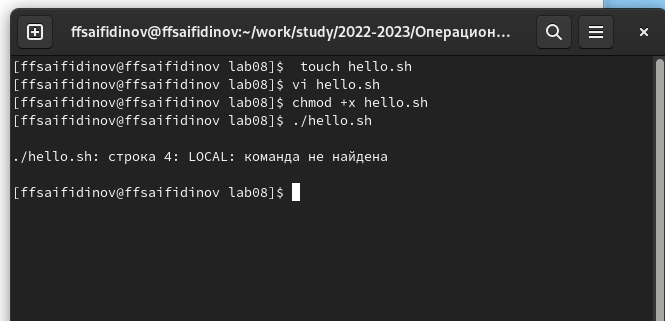 ffsaifidinov@ffsaifidinov:~/work/study/2022-2023/Операцион...
[ffsaifidinov@ffsaifidinov lab08]$  touch hello.sh
[ffsaifidinov@ffsaifidinov lab08]$ vi hello.sh
[ffsaifidinov@ffsaifidinov lab08]$ chmod +x hello.sh
[ffsaifidinov@ffsaifidinov lab08]$ ./hello.sh
./hello.sh: строка 4: LOCAL: команда не найдена
[ffsaifidinov@ffsaifidinov lab08]$